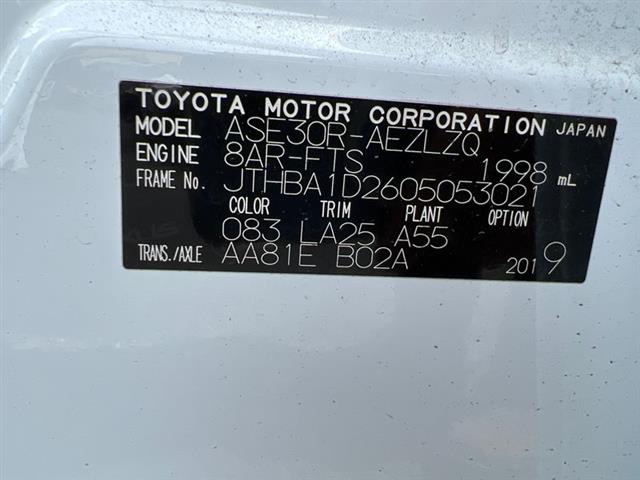 TOYOTA MOTOR CORPORATION JAPAN
MODEL ASE30R-AEZLZQ
ENGINE 8AR-FTS 1998 mL
FRAME NO. JTHBA1D2605053021
COLOR TRIM PLANT OPTION
083 LA25 A55
TRANS./AXLE AA81E B02A 2019